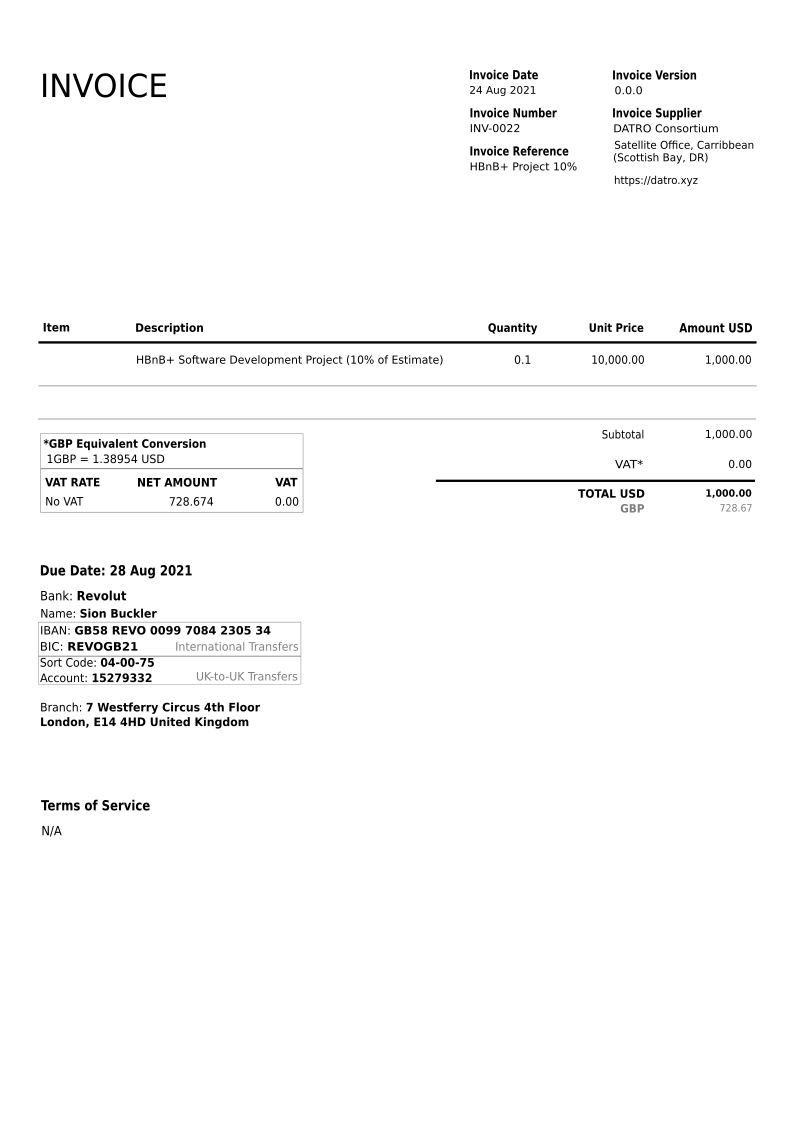 INVOICE
Invoice Date
24 Aug 2021
Invoice Number
INV-0022
Invoice Reference
HBnB+ Project 10%
Invoice Version
0.0.0
Invoice Supplier
DATRO Consortium
Satellite Office, Carribbean
(Scottish Bay, DR)
https://datro.xyz
Item Description Quantity Unit Price Amount USD
HBnB+ Software Development Project (10% of Estimate) 0.1 10,000.00 1,000.00
*GBP Equivalent Conversion
1GBP = 1.38954 USD
VAT RATE NET AMOUNT VAT
No VAT 728.674 0.00
Subtotal 1,000.00
VAT* 0.00
TOTAL USD 1,000.00
GBP 728.67
Due Date: 28 Aug 2021
Bank: Revolut
Name: Sion Buckler
IBAN: GB58 REVO 0099 7084 2305 34
BIC: REVOGB21 International Transfers
Sort Code: 04-00-75
Account: 15279332 UK-to-UK Transfers
Branch: 7 Westferry Circus 4th Floor
London, E14 4HD United Kingdom
Terms of Service
N/A